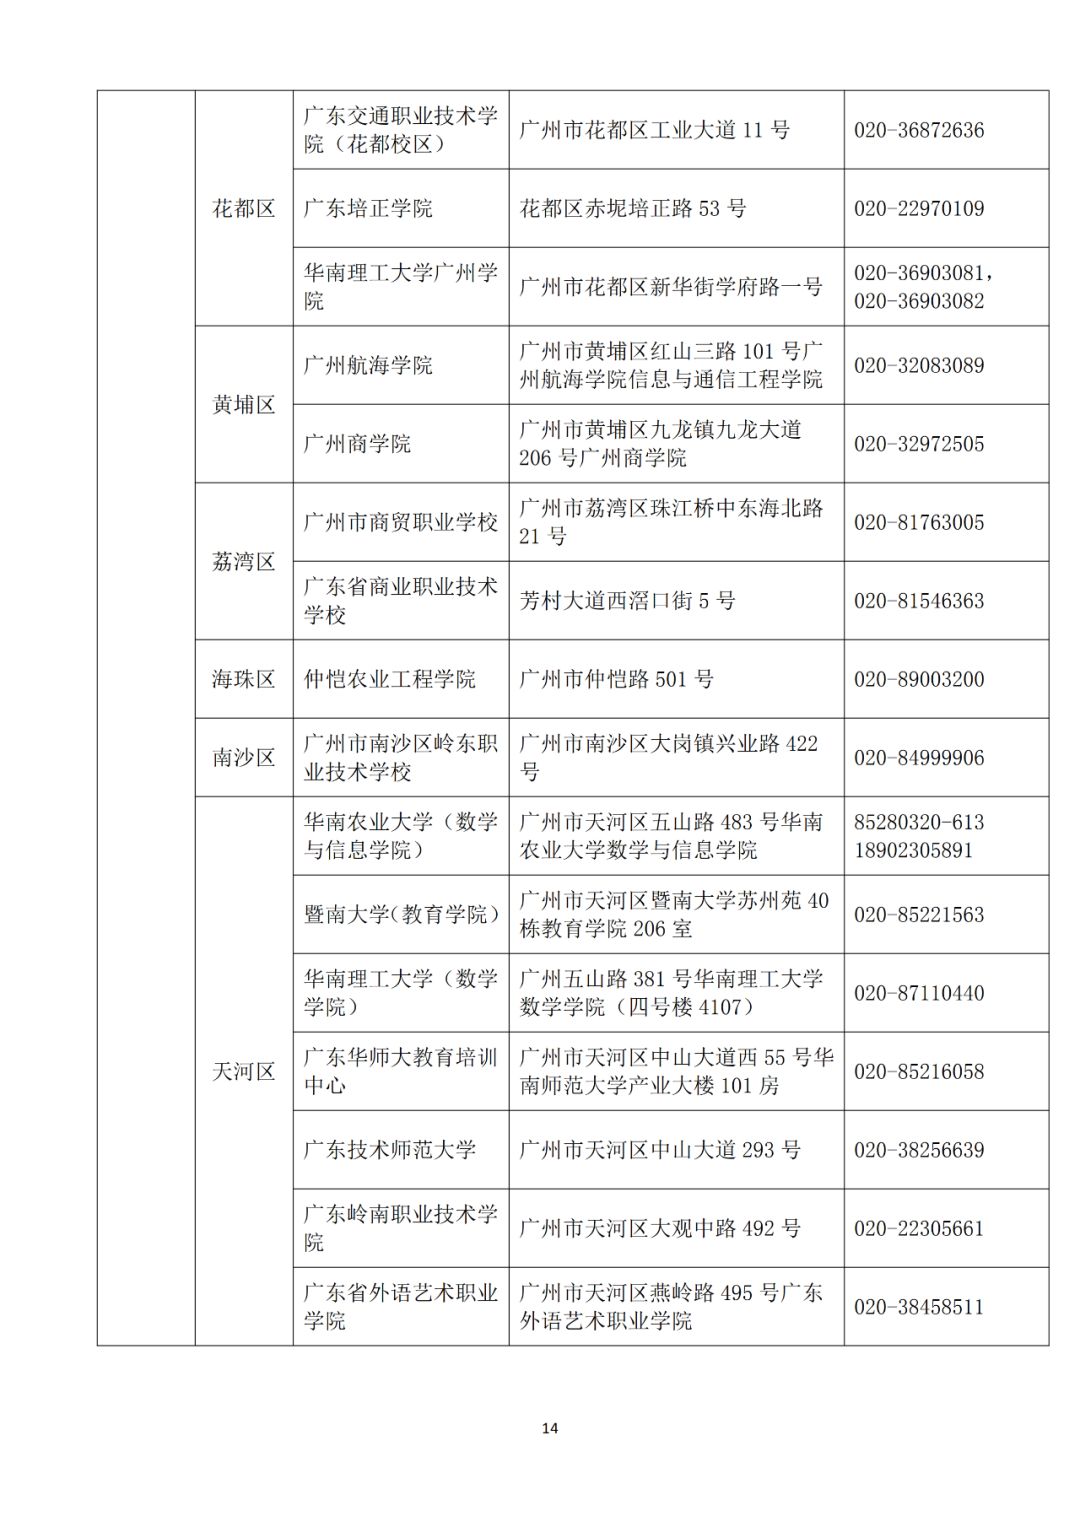 广东交通职业技术学
院（花都校区）
广州市花都区工业大道 11 号
020-36872636
花都区
广东培正学院
花都区赤坭培正路 53 号
020-22970109
华南理工大学广州学
院
广州市花都区新华街学府路一号
020-36903081，
020-36903082
黄埔区
广州航海学院
广州市黄埔区红山三路 101 号广
州航海学院信息与通信工程学院
020-32083089
广州商学院
广州市黄埔区九龙镇九龙大道
206 号广州商学院
020-32972505
荔湾区
广州市商贸职业学校
广州市荔湾区珠江桥中东海北路
21 号
020-81763005
广东省商业职业技术
学校
芳村大道西滘口街 5 号
020-81546363
海珠区
仲恺农业工程学院
广州市仲恺路 501 号
020-89003200
南沙区
广州市南沙区岭东职
业技术学校
广州市南沙区大岗镇兴业路 422
号
020-84999906
天河区
华南农业大学（数学
与信息学院）
广州市天河区五山路 483 号华南
农业大学数学与信息学院
85280320-613
18902305891
暨南大学（教育学院）
广州市天河区暨南大学苏州苑 40
栋教育学院 206 室
020-85221563
华南理工大学（数学
学院）
广州五山路 381 号华南理工大学
数学学院（四号楼 4107）
020-87110440
广东华师大教育培训
中心
广州市天河区中山大道西 55 号华
南师范大学产业大楼 101 房
020-85216058
广东技术师范大学
广州市天河区中山大道 293 号
020-38256639
广东岭南职业技术学
院
广州市天河区大观中路 492 号
020-22305661
广东省外语艺术职业
学院
广州市天河区燕岭路 495 号广东
外语艺术职业学院
020-38458511
14